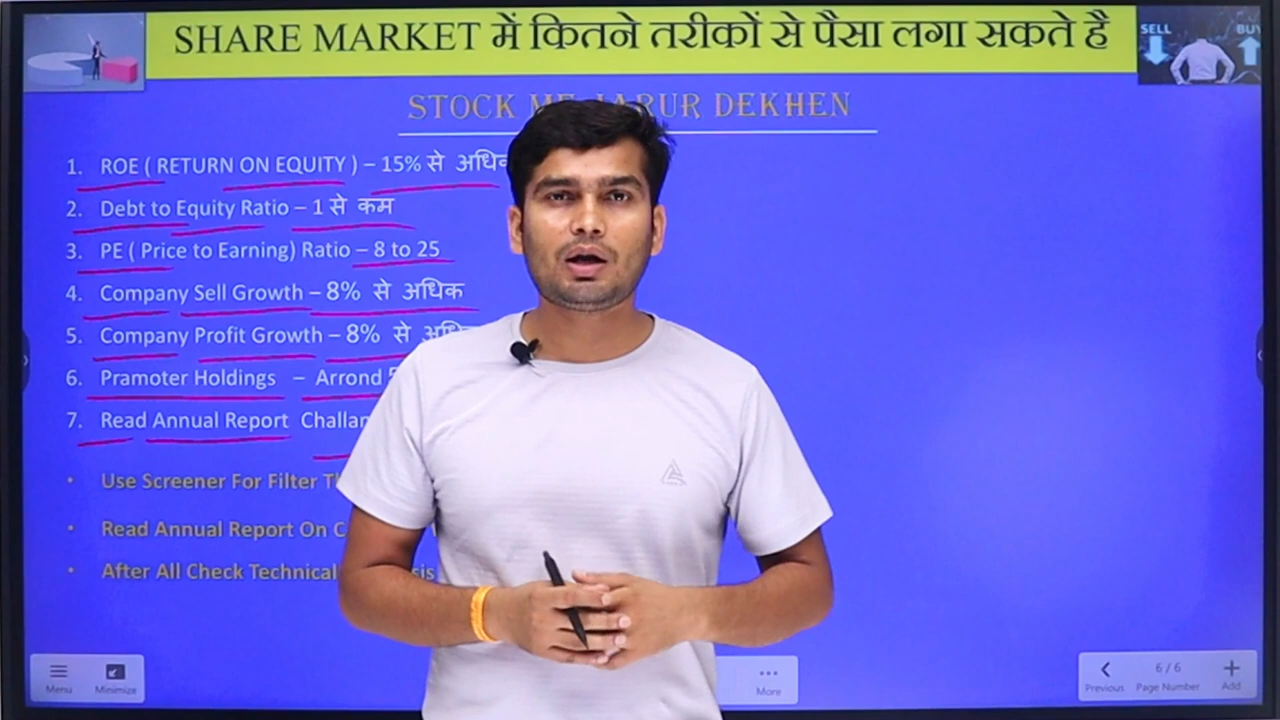 SHARE MARKET में कितने तरीकों से पैसा लगा सकते है
SELL
BUY
STOCK DEKHEN
1. ROE ( RETURN ON EQUITY ) – 15% से
2. Debt to Equity Ratio – 1 से कम
3. PE ( Price to Earning) Ratio – 8 to 25
4. Company Sell Growth – 8% से अधिक
5. Company Profit Growth – 8% से
6. Pramoter Holdings – Arrond
7. Read Annual Report
• Use Screener For Filter
• Read Annual Report On
• After All Check Technical
Menu
Minimize
More
Previous
6 / 6
Page Number
Add